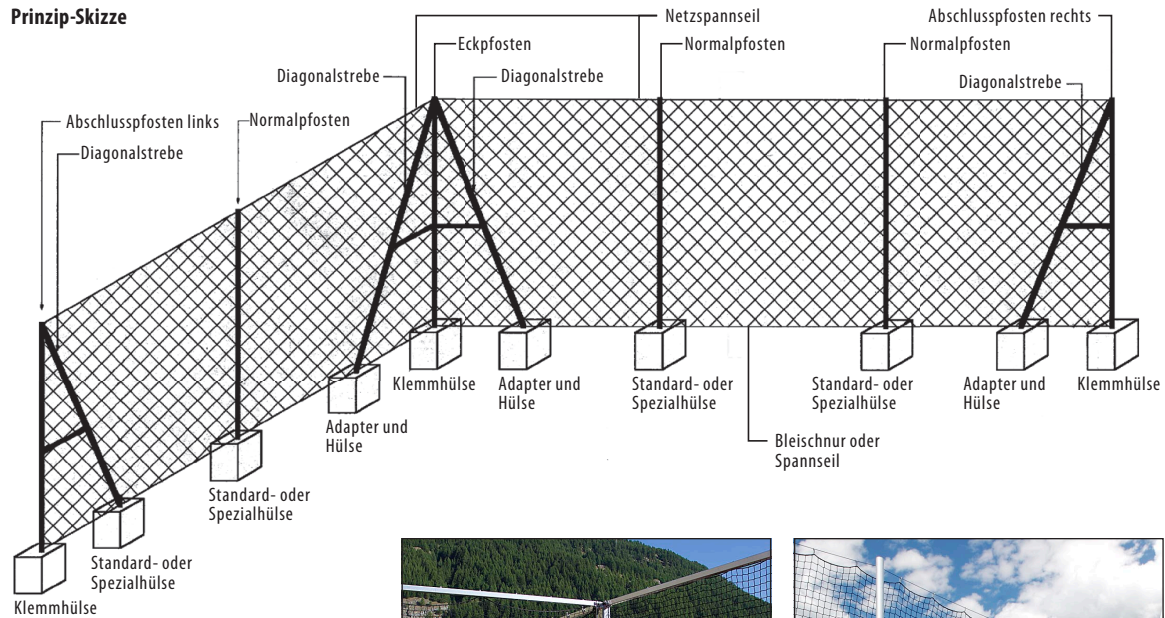 Prinzip-Skizze
Netzspannseil
Abschlusspfosten rechts
Eckpfosten
Normalpfosten
Normalpfosten
Diagonalstrebe
Diagonalstrebe
Diagonalstrebe
Abschlusspfosten links
Normalpfosten
Diagonalstrebe
Klemmhülse
Adapter und
Hülse
Standard- oder
Spezialhülse
Standard- oder
Spezialhülse
Adapter und
Hülse
Klemmhülse
Adapter und
Hülse
Bleischnur oder
Spannseil
Standard- oder
Spezialhülse
Standard- oder
Spezialhülse
Klemmhülse